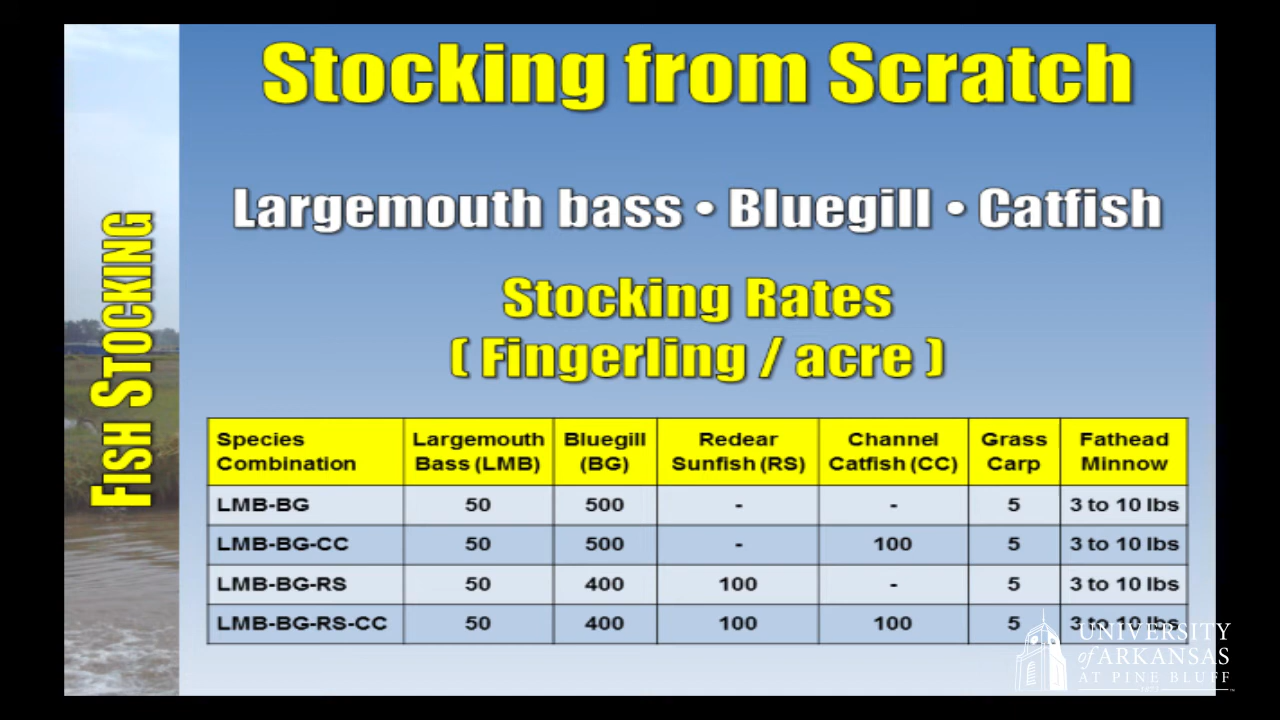 Stocking from Scratch
Largemouth bass • Bluegill • Catfish
Stocking Rates
( Fingerling / acre )
FISH STOCKING
Species Combination Largemouth Bass (LMB) Bluegill (BG) Redear Sunfish (RS) Channel Catfish (CC) Grass Carp Fathead Minnow
LMB-BG 50 500 - - 5 3 to 10 lbs
LMB-BG-CC 50 500 - 100 5 3 to 10 lbs
LMB-BG-RS 50 400 100 - 5 3 to 10 lbs
LMB-BG-RS-CC 50 400 100 100 5 3 to 10 lbs
UNIVERSITY
of ARKANSAS
AT PINE BLUFF